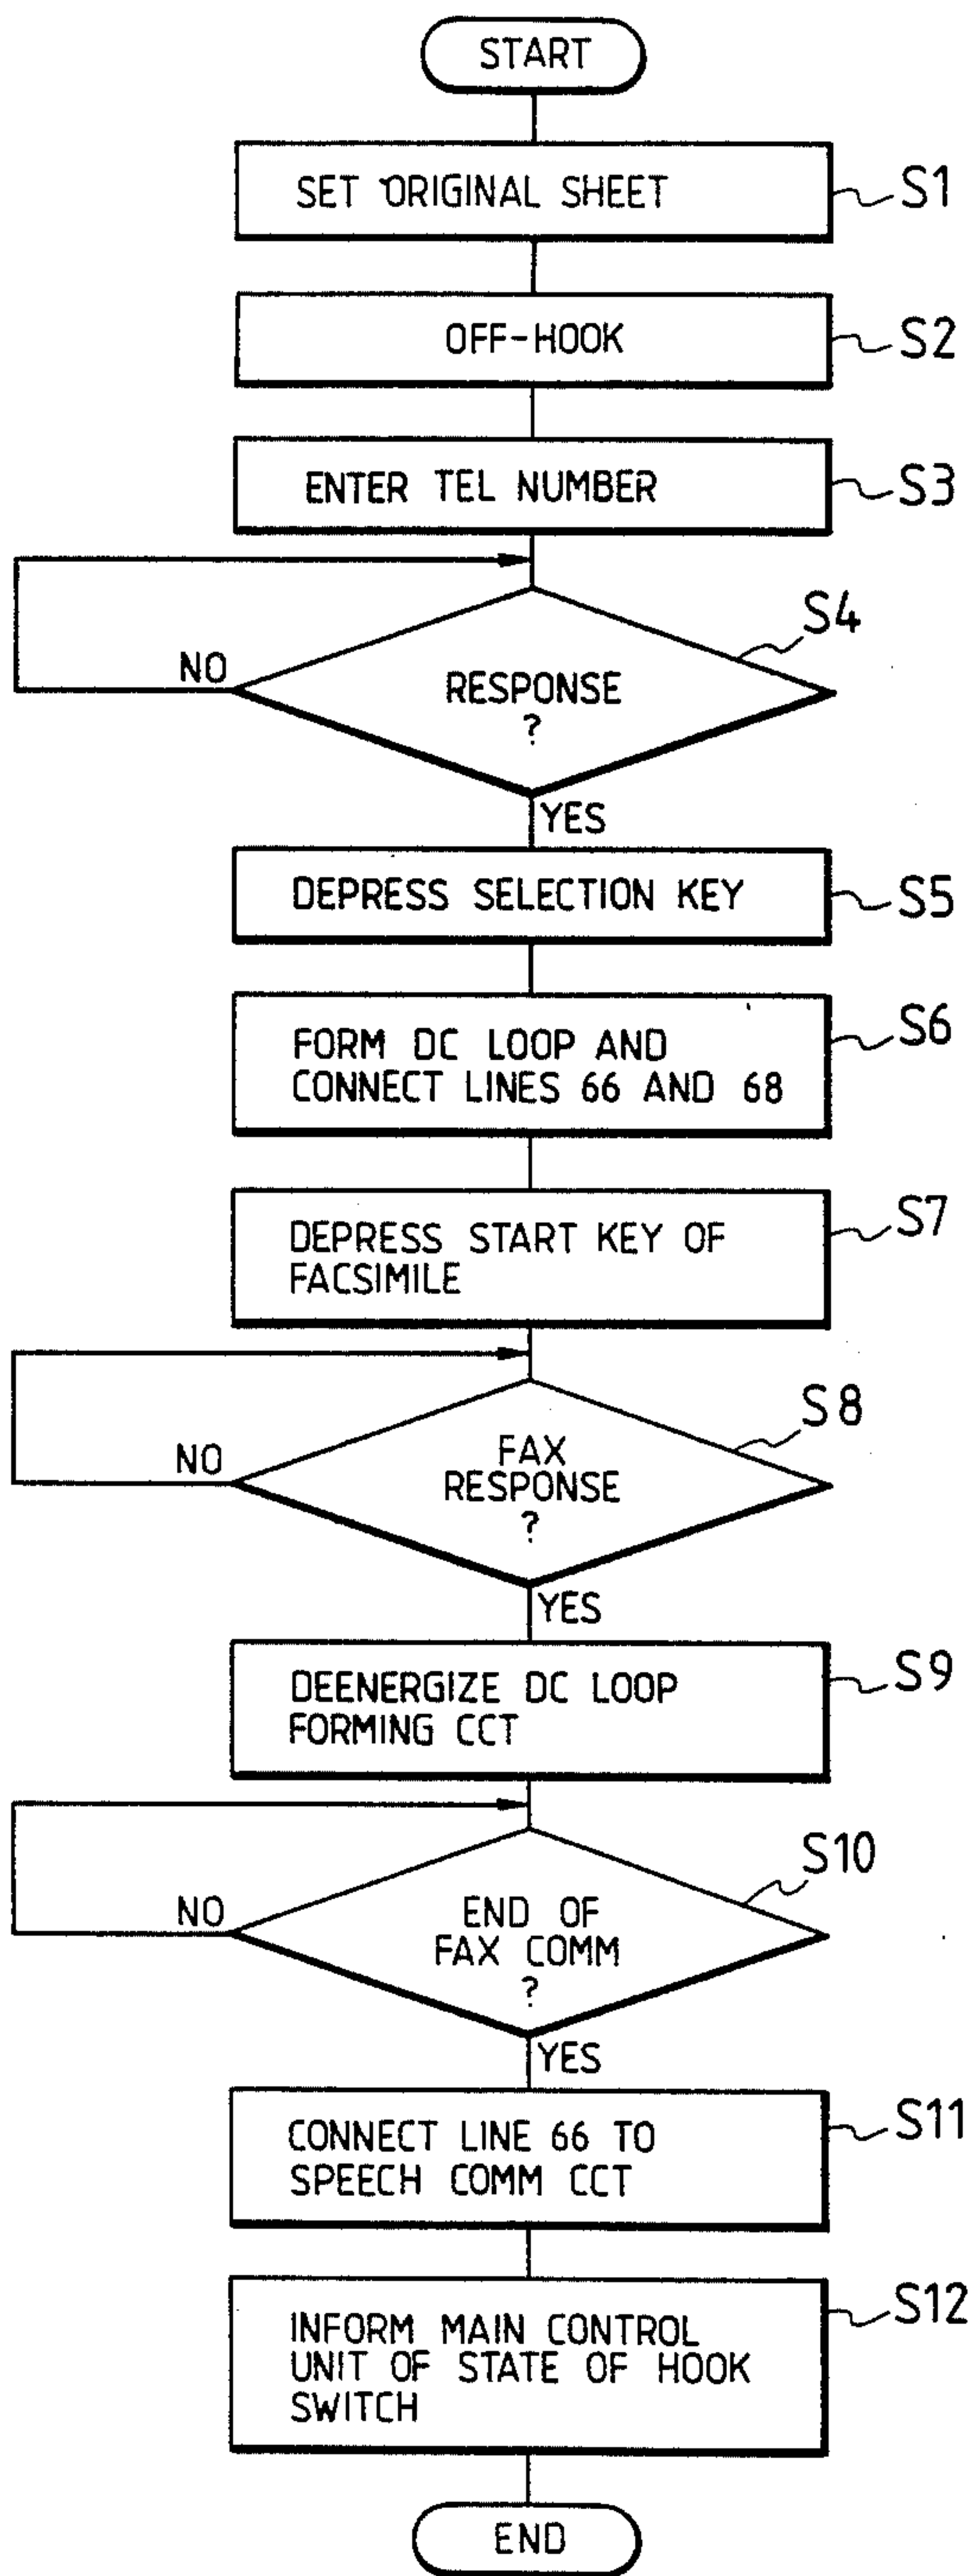 START
SET ORIGINAL SHEET
S1
OFF-HOOK
S2
ENTER TEL NUMBER
S3
S4
NO
RESPONSE
?
YES
DEPRESS SELECTION KEY
S5
FORM DC LOOP AND
CONNECT LINES 66 AND 68
S6
DEPRESS START KEY OF
FACSIMILE
S7
S8
NO
FAX
RESPONSE
?
YES
DEENERGIZE DC LOOP
FORMING CCT
S9
S10
NO
END OF
FAX COMM
?
YES
CONNECT LINE 66 TO
SPEECH COMM CCT
S11
INFORM MAIN CONTROL
UNIT OF STATE OF HOOK
SWITCH
S12
END